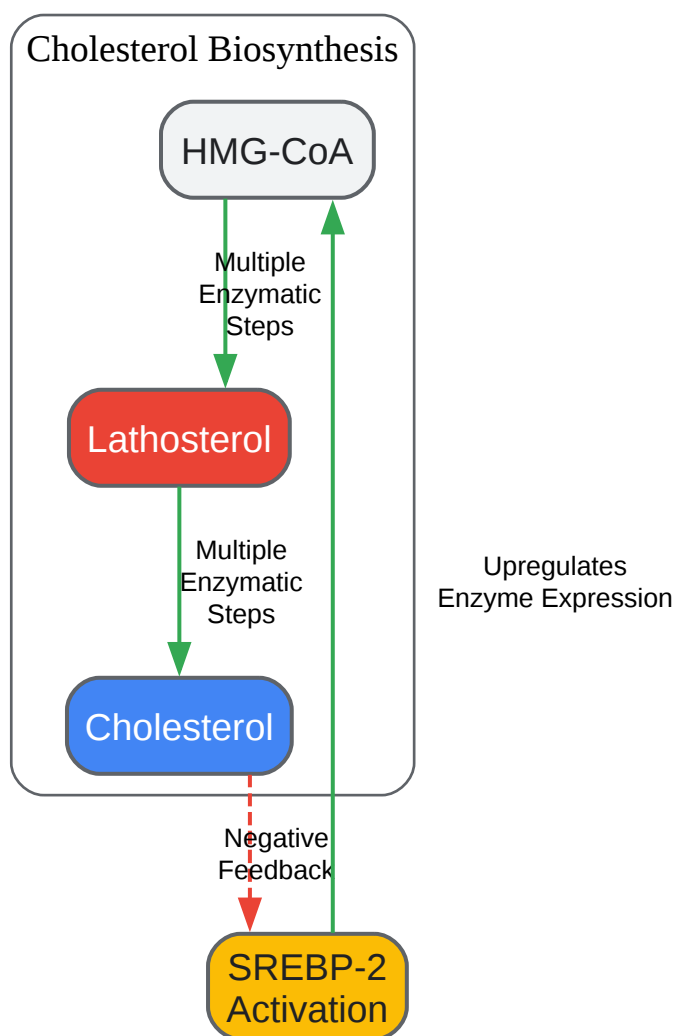 Cholesterol Biosynthesis
HMG-CoA
Multiple
Enzymatic
Steps
Lathosterol
Multiple
Enzymatic
Steps
Upregulates
Enzyme Expression
Cholesterol
Negative
Feedback
SREBP-2
Activation